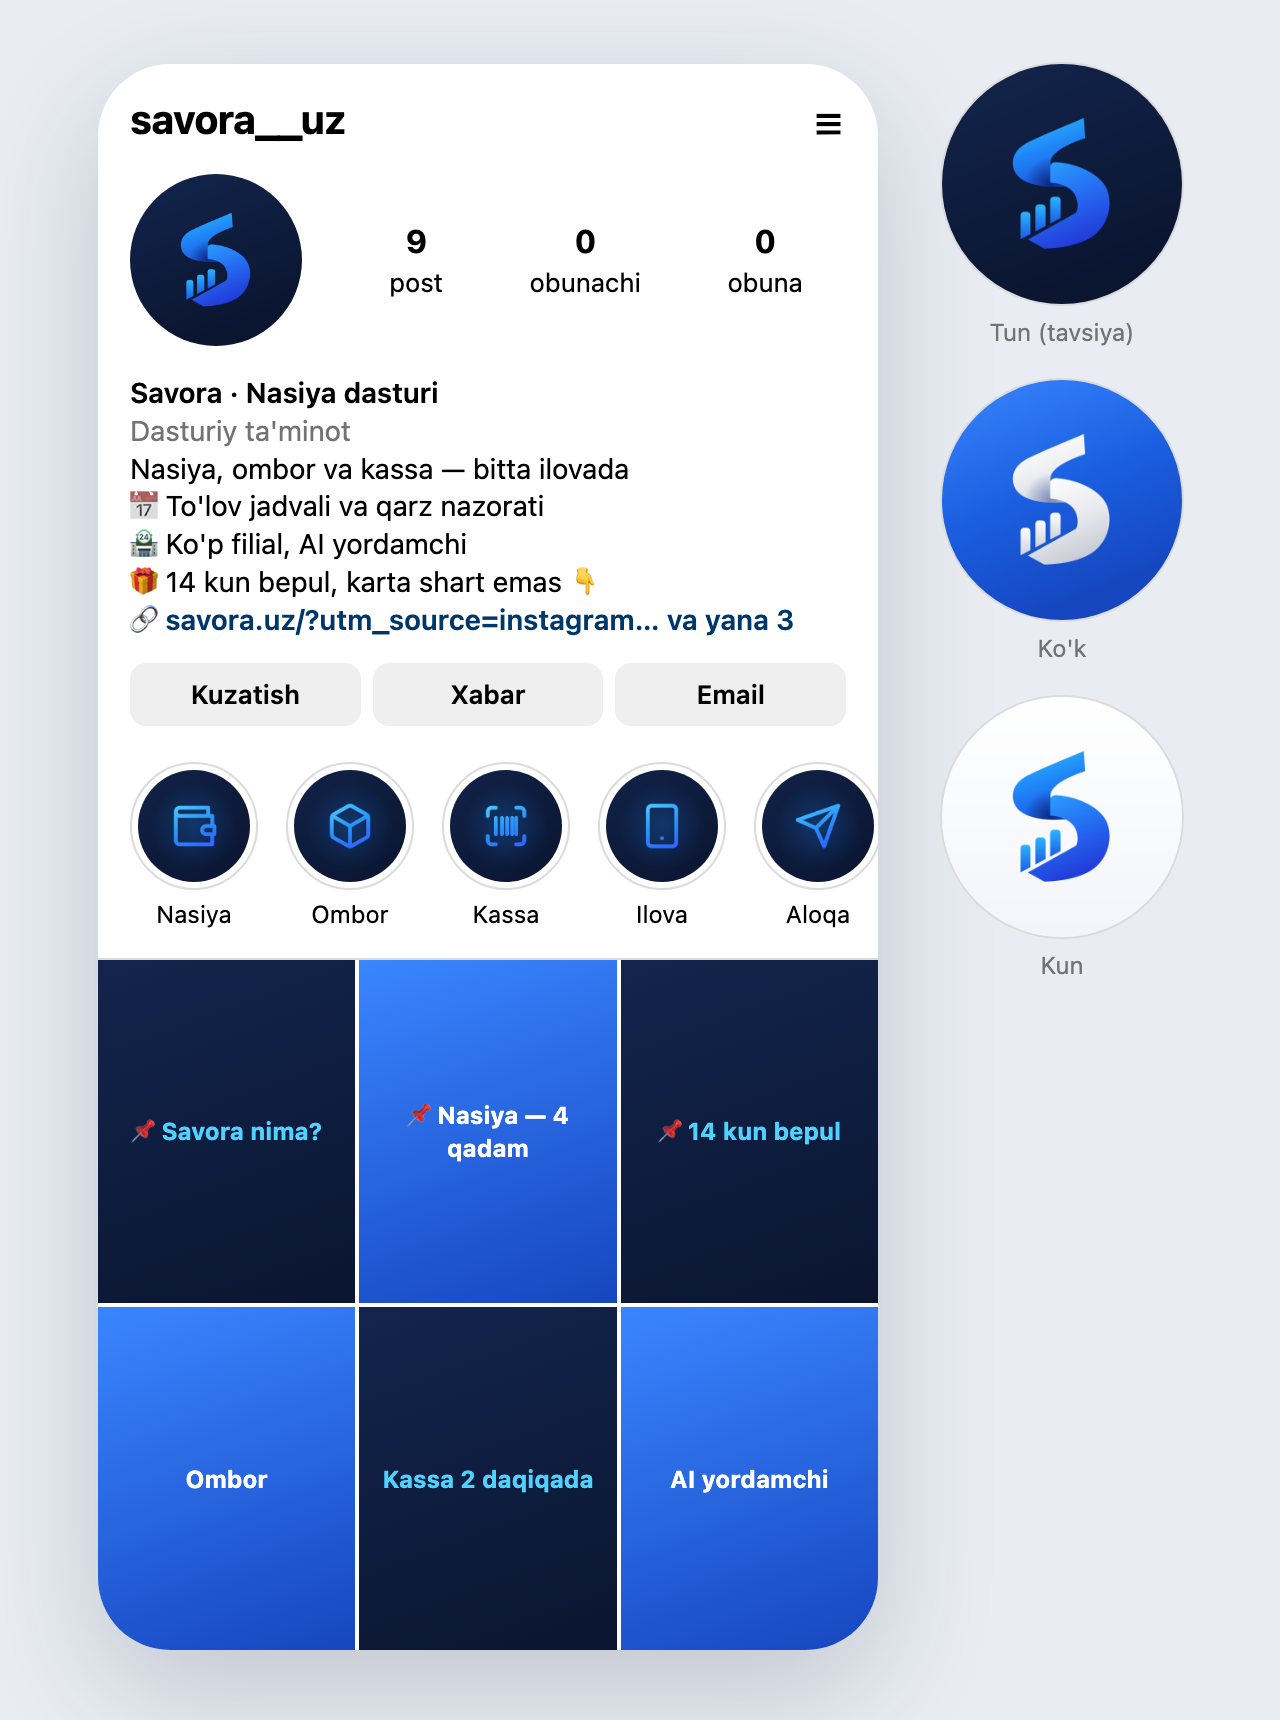 savora__uz
9
post
0
obunachi
0
obuna
Savora · Nasiya dasturi
Dasturiy ta'minot
Nasiya, ombor va kassa — bitta ilovada
📅 To'lov jadvali va qarz nazorati
🏪 Ko'p filial, AI yordamchi
🎁 14 kun bepul, karta shart emas 👇
🔗 savora.uz/?utm_source=instagram... va yana 3
Kuzatish
Xabar
Email
Nasiya
Ombor
Kassa
Ilova
Aloqa
📌 Savora nima?
📌 Nasiya — 4
qadam
📌 14 kun bepul
Ombor
Kassa 2 daqiqada
AI yordamchi
Tun (tavsiya)
Ko'k
Kun